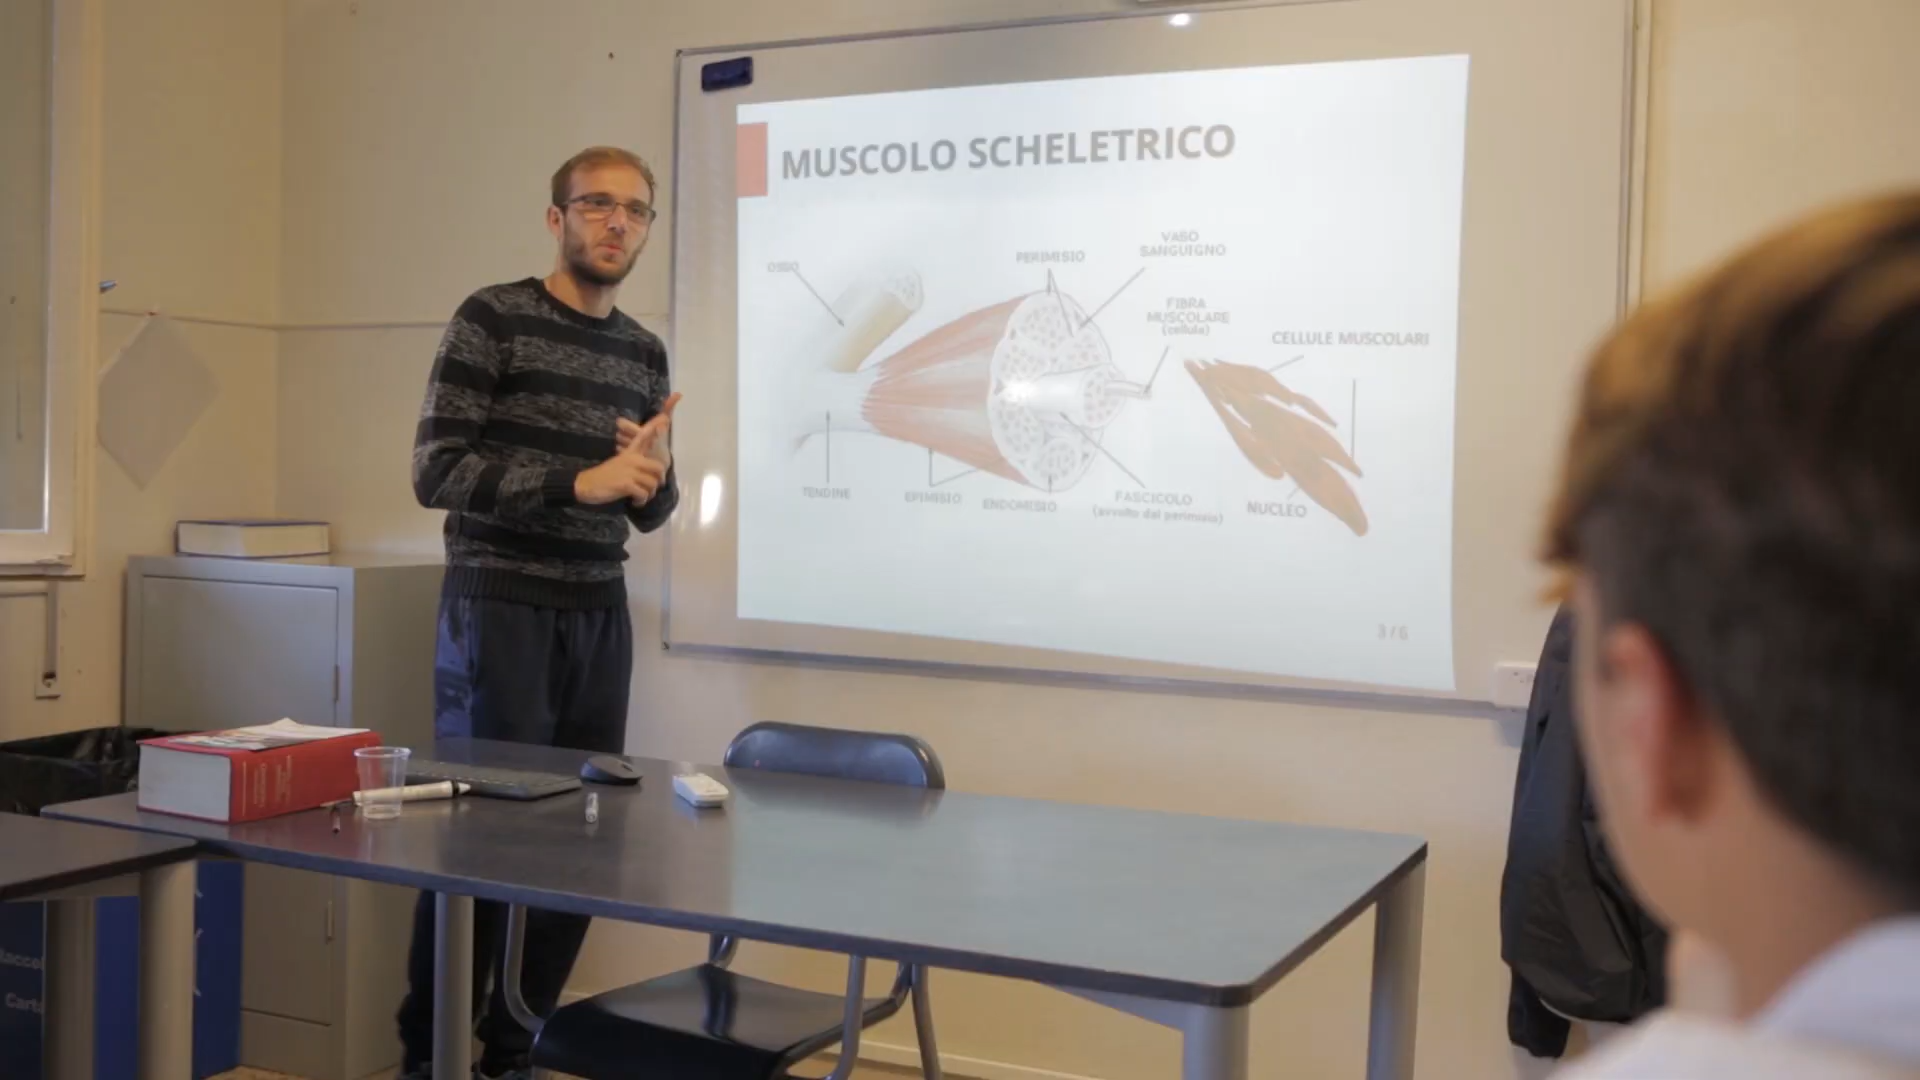 MUSCOLO SCHELETRICO
OSSO
PERIMISIO
VASO
SANGUIGNO
FIBRA
MUSCOLARE
(cellula)
CELLULE MUSCOLARI
TENDINE
EPIMISIO
ENDOMISIO
FASCICOLO
(avvolto dal perimisio)
NUCLEO
3 / 6
Carta